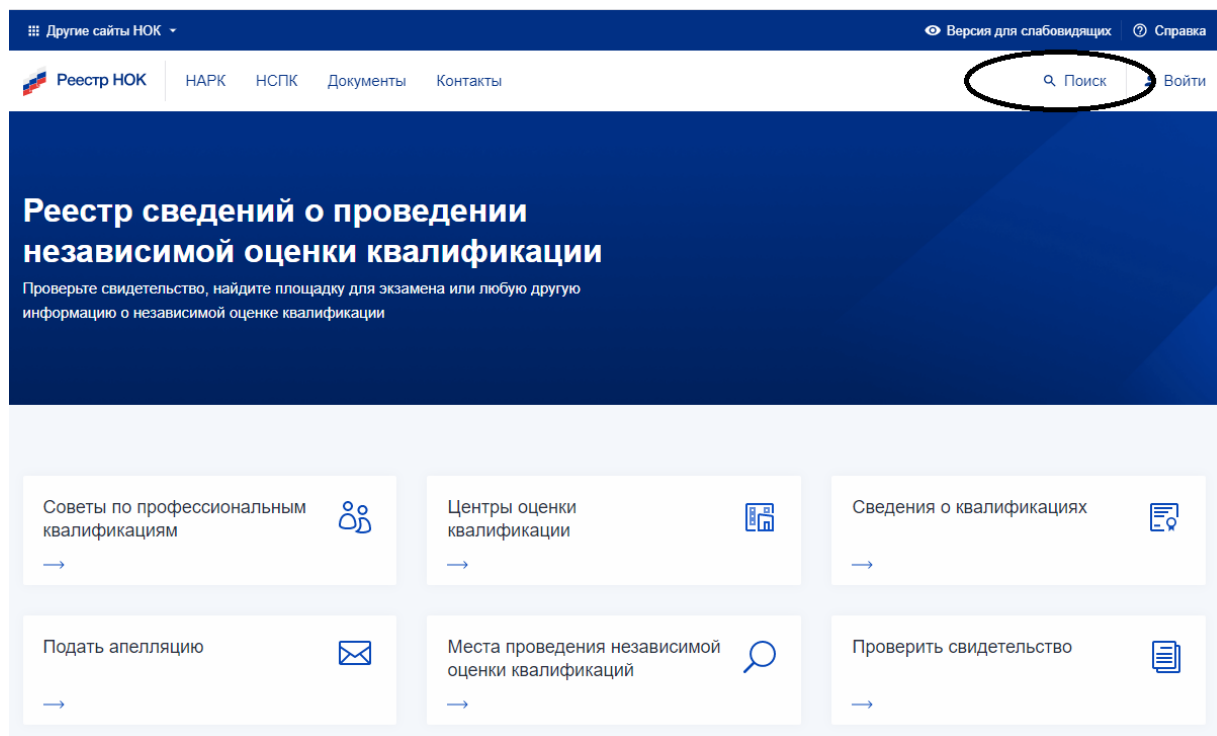 Другие сайты НОК
Версия для слабовидящих
Справка
Реестр НОК
НАРК
НСПК
Документы
Контакты
Поиск
Войти
Реестр сведений о проведении
независимой оценки квалификации
Проверьте свидетельство, найдите площадку для экзамена или любую другую
информацию о независимой оценке квалификации
Советы по профессиональным
квалификациям
Центры оценки
квалификации
Сведения о квалификациях
Подать апелляцию
Места проведения независимой
оценки квалификаций
Проверить свидетельство